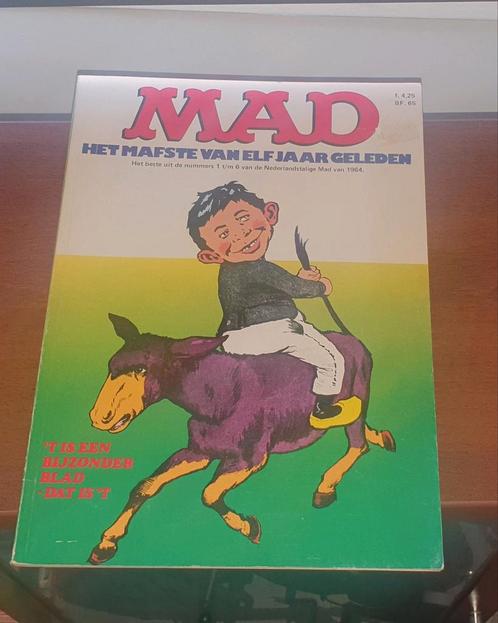 MAD
f. 4,25
B.F. 65
HET MAFSTE VAN ELF JAAR GELEDEN
Het beste uit de nummers 1 t/m 6 van de Nederlandstalige Mad van 1964.
'T IS EEN
BIJZONDER
BLAD
-DAT IS 'T